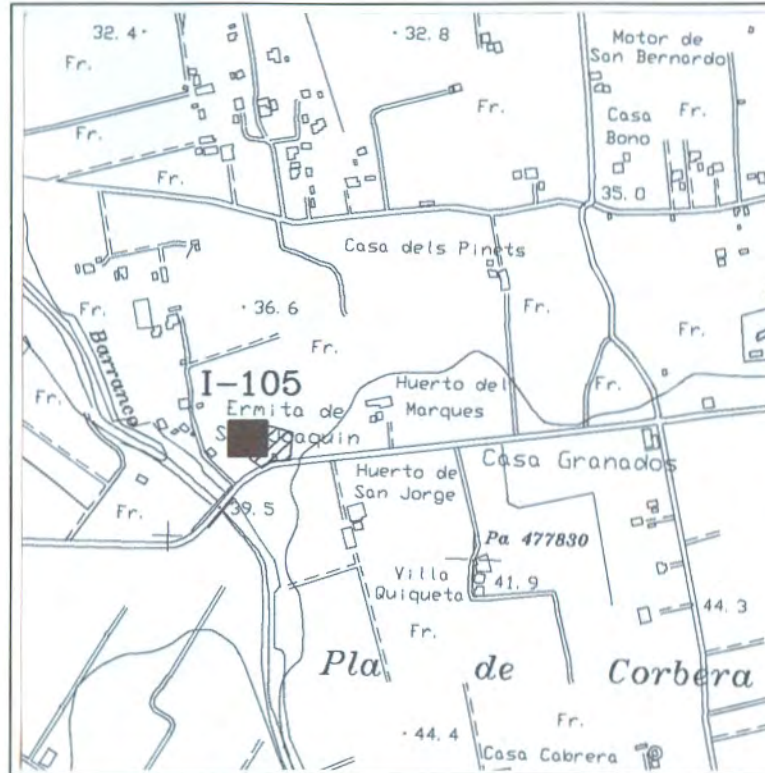 32. 4
32. 8
Motor de
San Bernardo
Fr.
Fr.
Fr.
Fr.
Casa
Bono
Fr.
35. 0
Casa dels Pinets
Fr.
36. 6
Fr.
Fr.
Fr.
Barranco
I-105
Huerto del
Marques
Fr.
Fr.
Ermita de
Joaquin
Casa Granados
Huerto de
San Jorge
Fr.
39. 5
Pa 477830
Villa
Quiqueta
41. 9
44. 3
Fr.
Pla de Corbera
Fr.
44. 4
Casa Cabrera